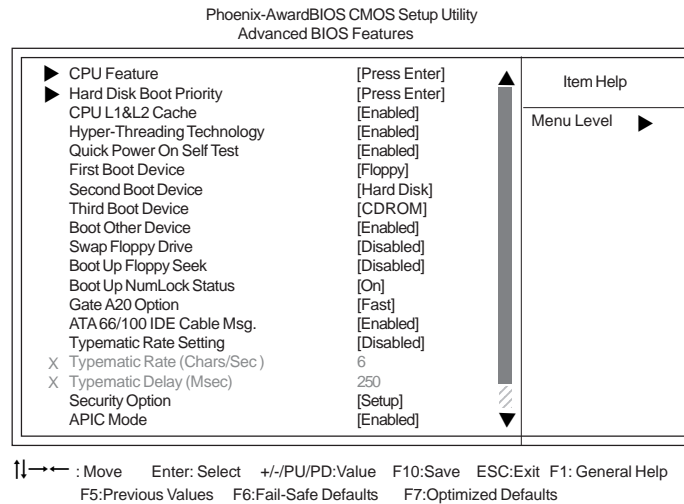 Phoenix-AwardBIOS CMOS Setup Utility
Advanced BIOS Features
CPU Feature [Press Enter]
Hard Disk Boot Priority [Press Enter]
CPU L1&L2 Cache [Enabled]
Hyper-Threading Technology [Enabled]
Quick Power On Self Test [Enabled]
First Boot Device [Floppy]
Second Boot Device [Hard Disk]
Third Boot Device [CDROM]
Boot Other Device [Enabled]
Swap Floppy Drive [Disabled]
Boot Up Floppy Seek [Disabled]
Boot Up NumLock Status [On]
Gate A20 Option [Fast]
ATA 66/100 IDE Cable Msg. [Enabled]
Typematic Rate Setting [Disabled]
X Typematic Rate (Chars/Sec ) 6
X Typematic Delay (Msec) 250
Security Option [Setup]
APIC Mode [Enabled]
Item Help
Menu Level
: Move Enter: Select +/-/PU/PD:Value F10:Save ESC:Exit F1: General Help
F5:Previous Values F6:Fail-Safe Defaults F7:Optimized Defaults